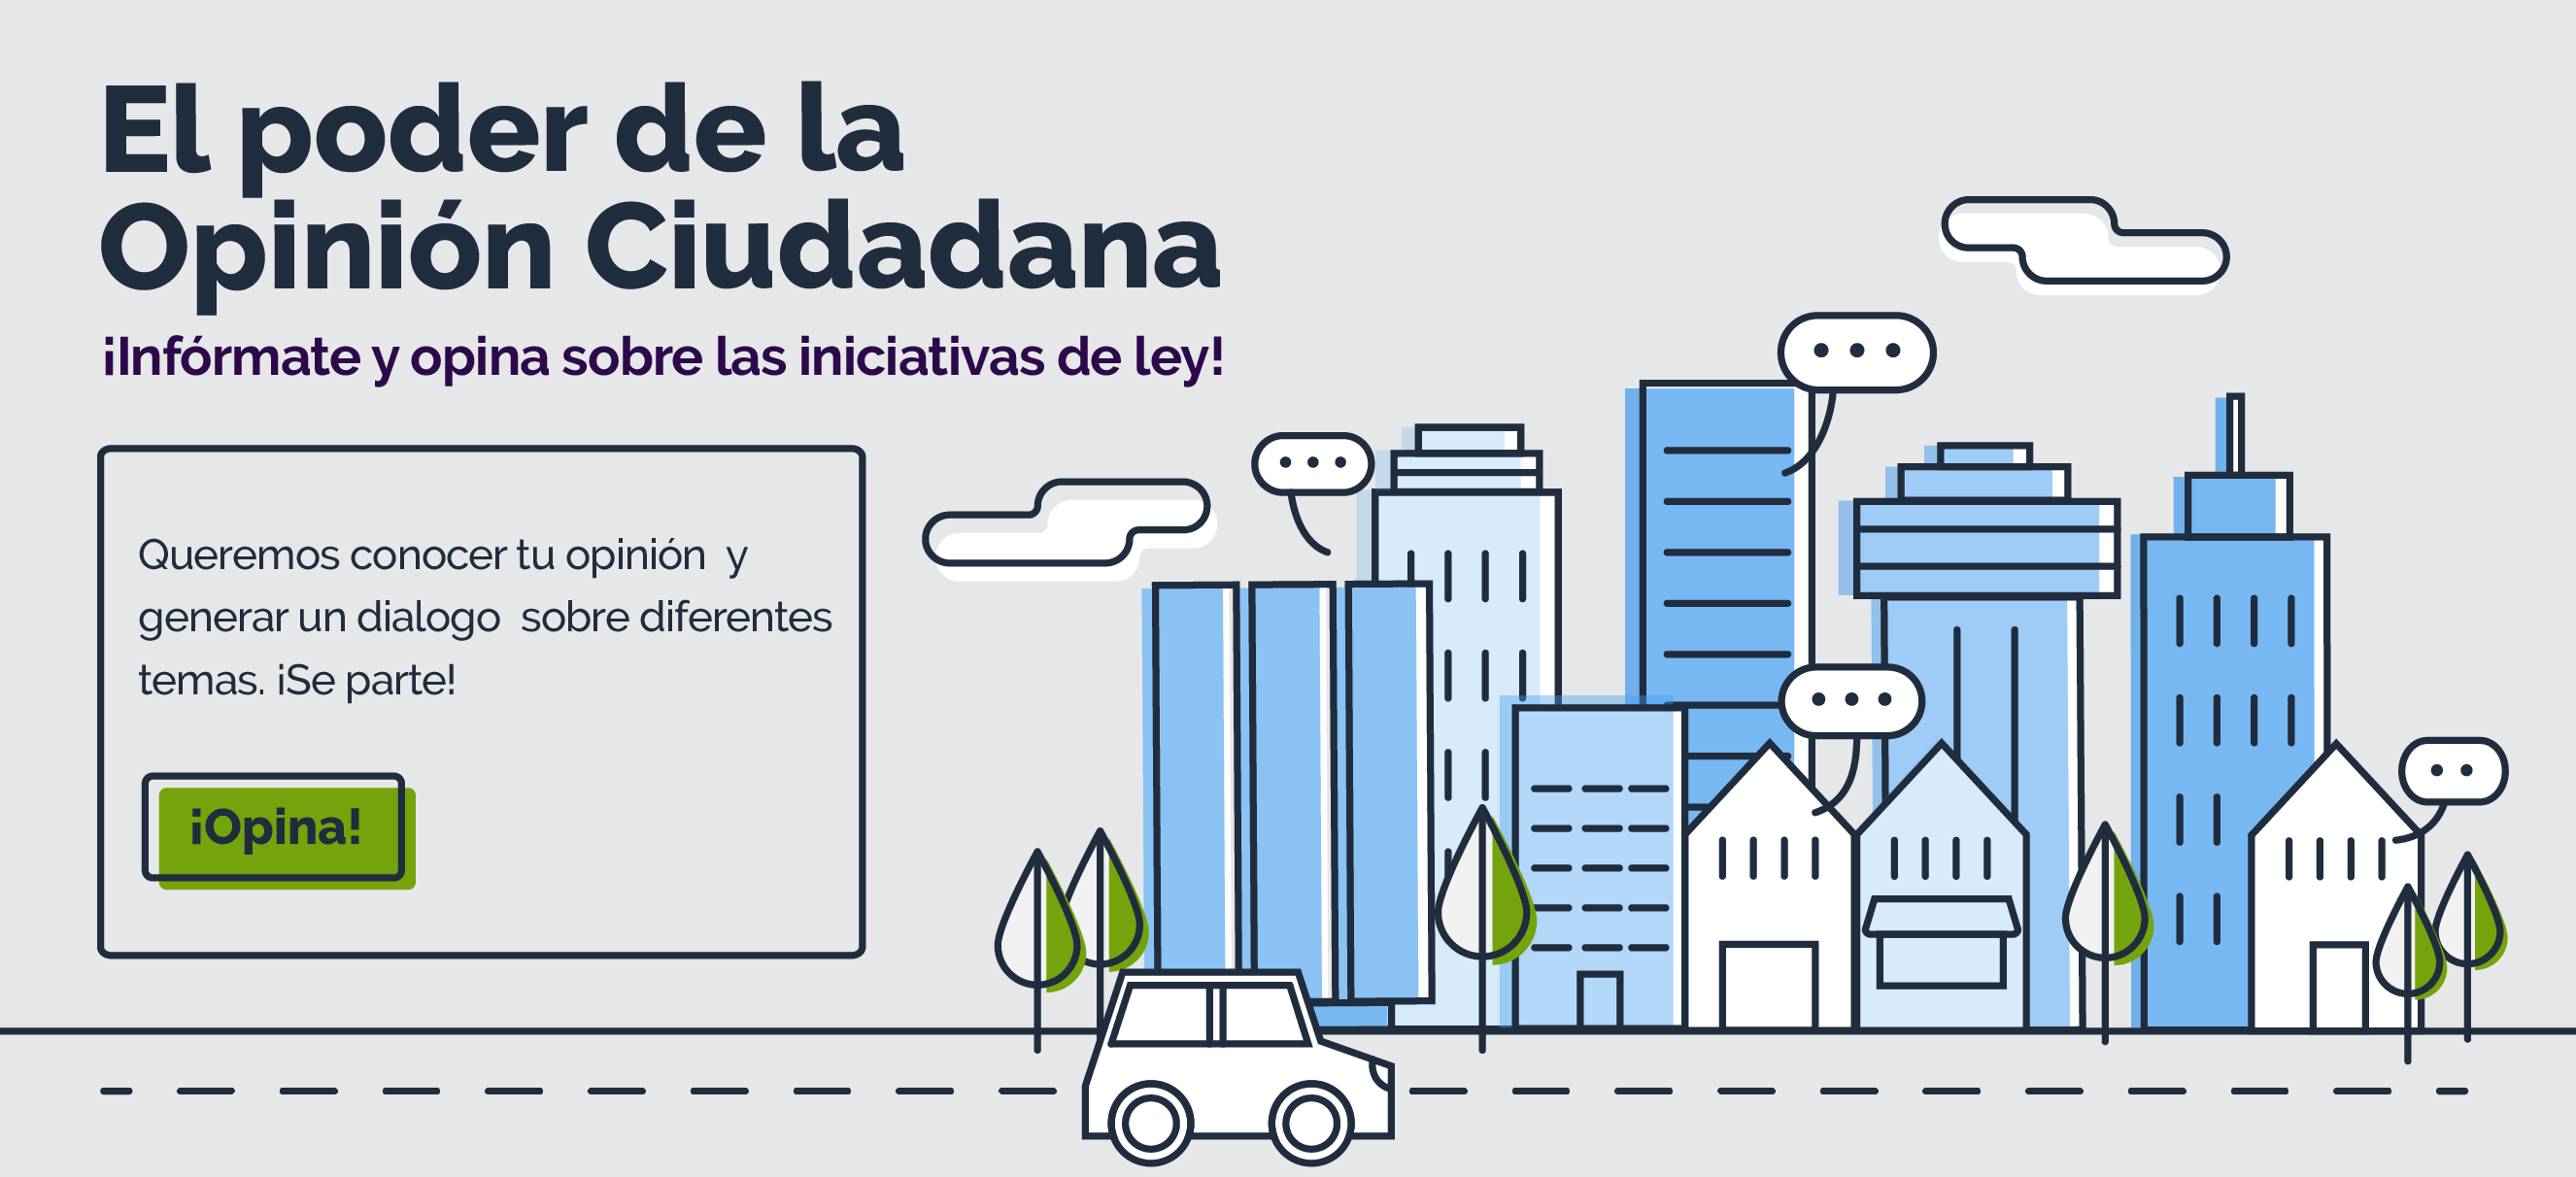 El poder de la
Opinión Ciudadana
¡Infórmate y opina sobre las iniciativas de ley!
Queremos conocer tu opinión y
generar un dialogo sobre diferentes
temas. ¡Se parte!
¡Opina!